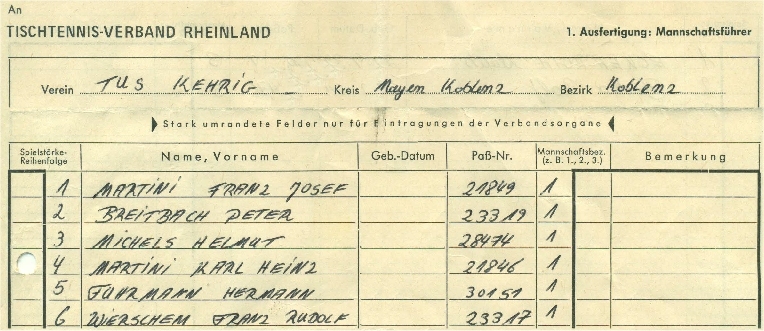 An
TISCHTENNIS-VERBAND RHEINLAND 1. Ausfertigung: Mannschaftsführer
Verein TUS KEHRIG Kreis Mayen Koblenz Bezirk Koblenz
Stark umrandete Felder nur für Eintragungen der Verbandsorgane
Spielstärke-Reihenfolge Name, Vorname Geb.-Datum Paß-Nr. Mannschaftsbez. (z. B. 1., 2., 3.) Bemerkung
1 MARTINI FRANZ JOSEF 21849 1
2 BREITBACH PETER 23319 1
3 MICHELS HELMUT 28474 1
4 MARTINI KARL HEINZ 21846 1
5 FUHRMANN HERMANN 30151 1
6 WIERSCHEM FRANZ RUDOLF 23317 1